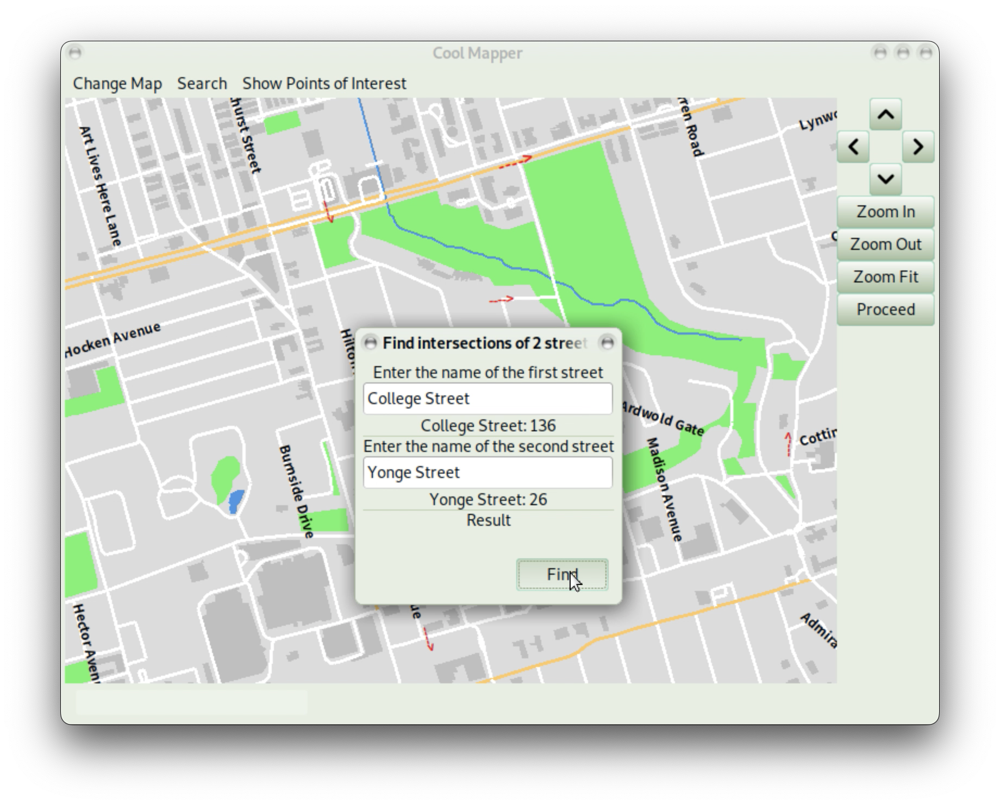 Cool Mapper
Change Map Search Show Points of Interest
hurst Street
rren Road
Lynwo
Art Lives Here Lane
Zoom In
Zoom Out
Zoom Fit
Proceed
Hocken Avenue
Hilton
Find intersections of 2 street
Enter the name of the first street
College Street
College Street: 136
Enter the name of the second street
Yonge Street
Yonge Street: 26
Result
Find
Ardwold Gate
Madison Avenue
Cottin
Burnside Drive
Hector Avenu
ue
Admira